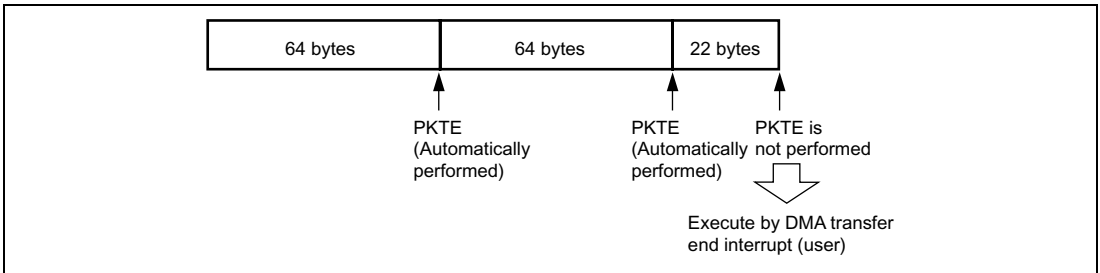 64 bytes
64 bytes
22 bytes
PKTE
(Automatically
performed)
PKTE
(Automatically
performed)
PKTE is
not performed
Execute by DMA transfer
end interrupt (user)